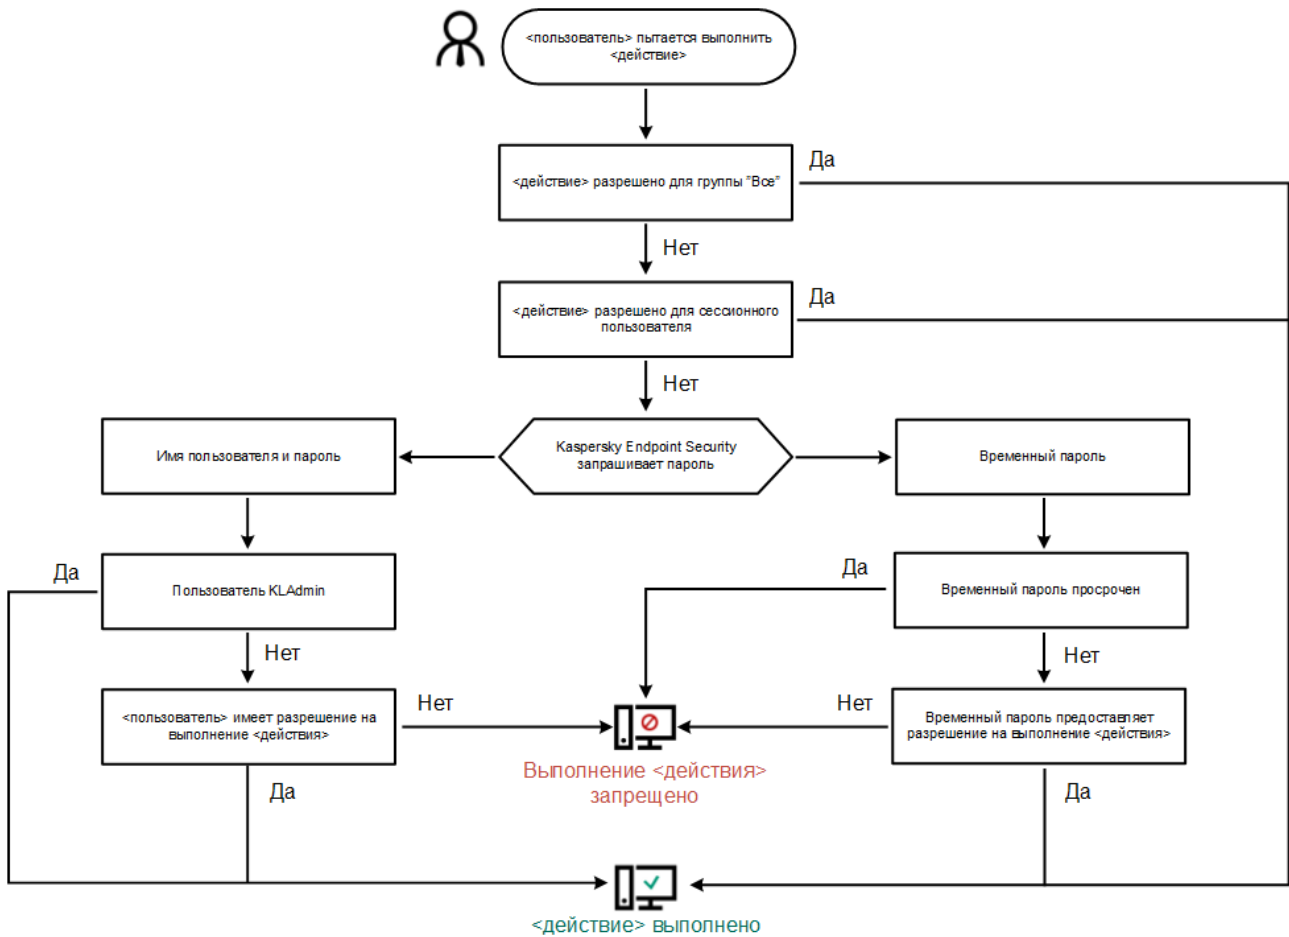 <пользователь> пытается выполнить
<действие>
<действие> разрешено для группы "Все"
Да
Нет
<действие> разрешено для сессионного
пользователя
Да
Нет
Kaspersky Endpoint Security
запрашивает пароль
Имя пользователя и пароль
Временный пароль
Да
Пользователь KLAdmin
Да
Временный пароль просрочен
Нет
Нет
<пользователь> имеет разрешение на
выполнение <действия>
Нет
Нет
Временный пароль предоставляет
разрешение на выполнение <действия>
Выполнение <действия>
запрещено
Да
Да
<действие> выполнено